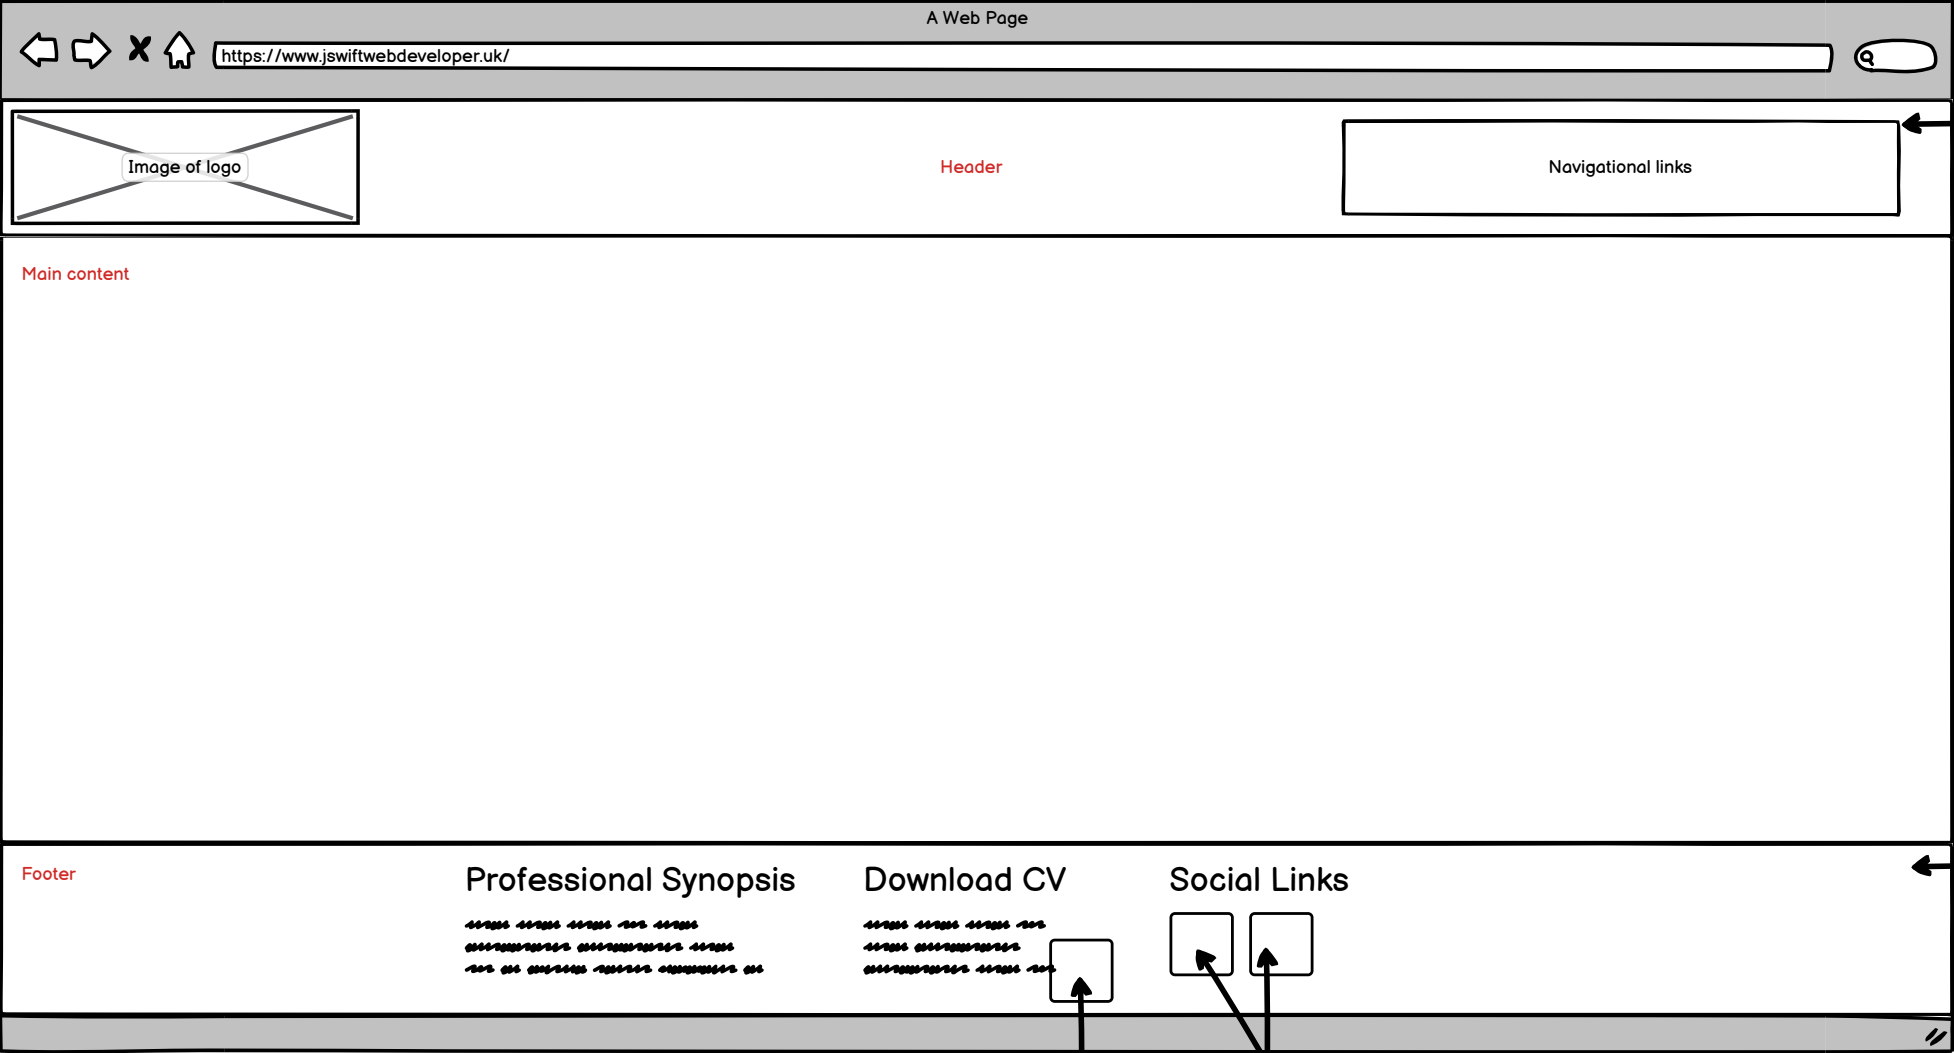 A Web Page
https://www.jswiftwebdeveloper.uk/
Image of logo
Header
Navigational links
Main content
Footer
Professional Synopsis
Download CV
Social Links